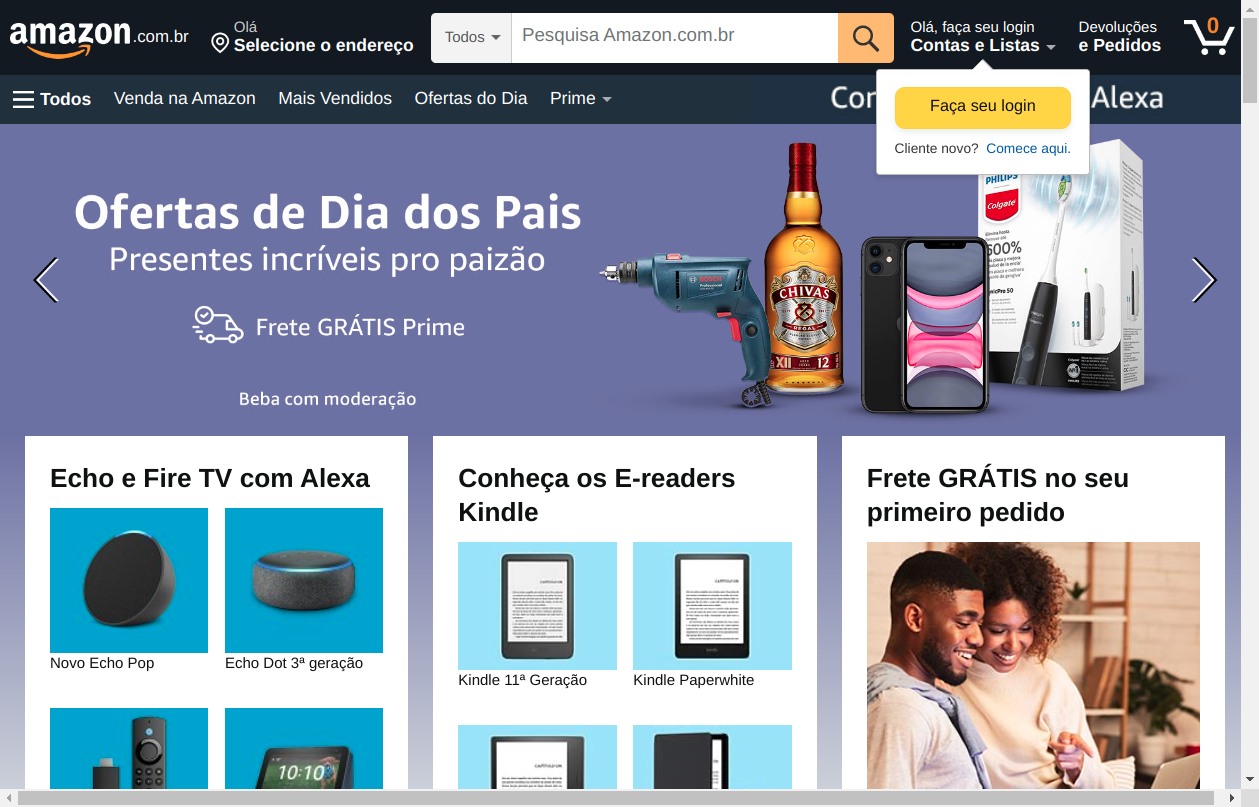 amazon.com.br
Olá
Selecione o endereço
Todos
Pesquisa Amazon.com.br
Olá, faça seu login
Contas e Listas
Devoluções
e Pedidos
0
Todos
Venda na Amazon
Mais Vendidos
Ofertas do Dia
Prime
Alexa
Faça seu login
Cliente novo? Comece aqui.
Ofertas de Dia dos Pais
Presentes incríveis pro paizão
Frete GRÁTIS Prime
Beba com moderação
BOSCH
Professional
CHIVAS
REGAL
XII
12
PHILIPS
Colgate
Echo e Fire TV com Alexa
Novo Echo Pop
Echo Dot 3ª geração
10:10
Conheça os E-readers
Kindle
Kindle 11ª Geração
Kindle Paperwhite
Frete GRÁTIS no seu
primeiro pedido